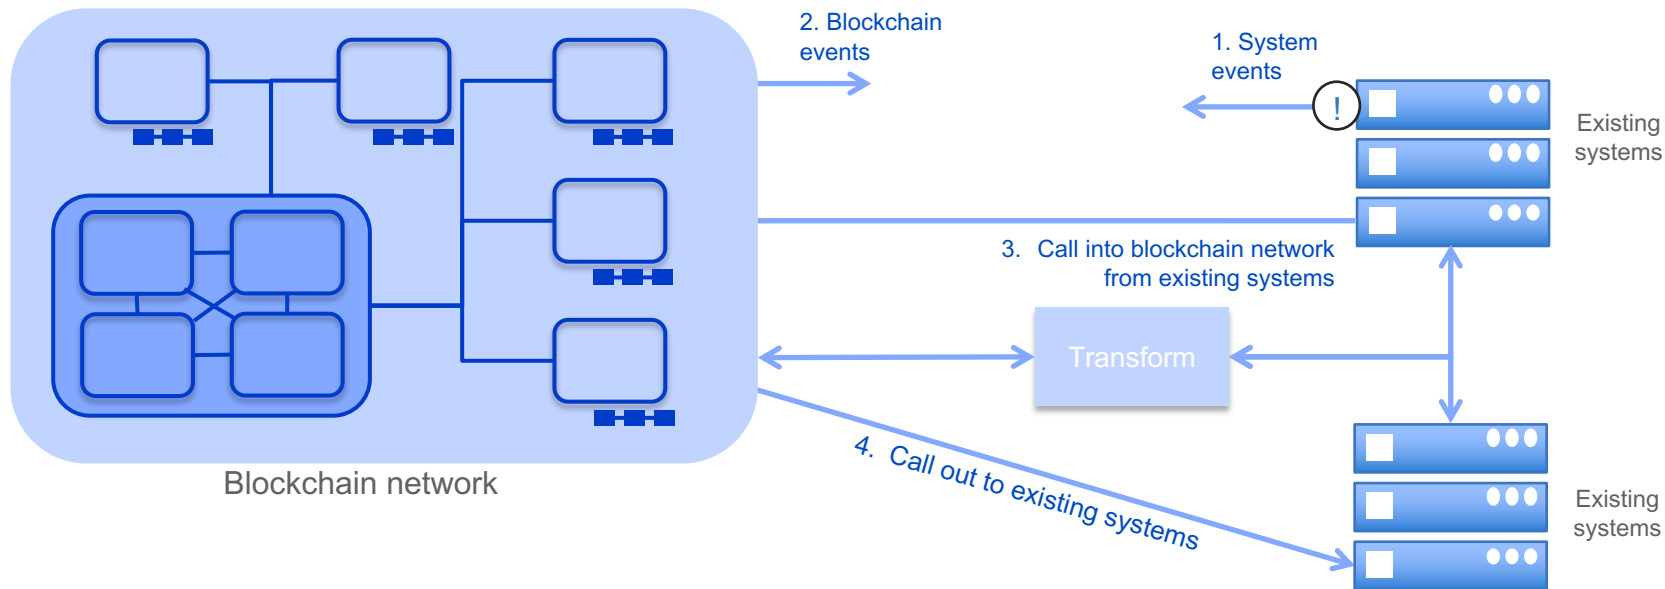 2. Blockchain
events
1. System
events
!
Existing
systems
3. Call into blockchain network
from existing systems
Transform
4. Call out to existing systems
Blockchain network
Existing
systems